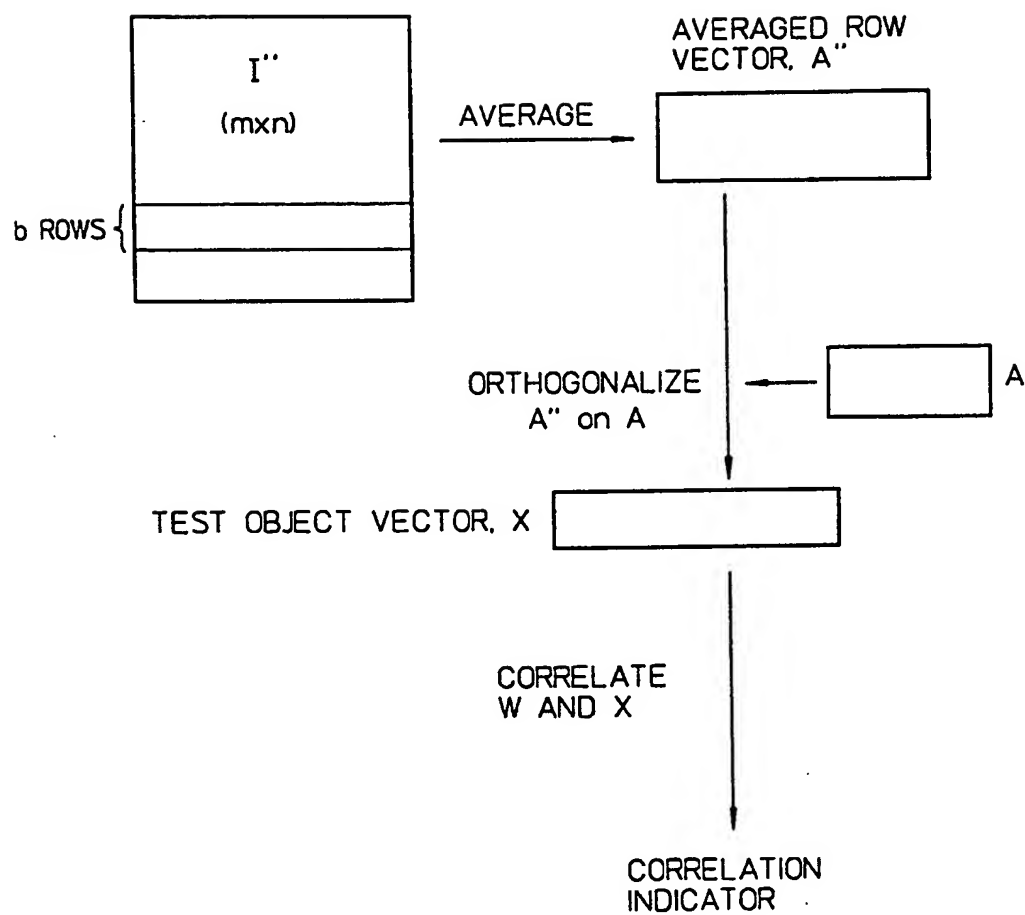 I''
(mxn)
b ROWS
AVERAGE
AVERAGED ROW
VECTOR, A''
ORTHOGONALIZE
A'' on A
A
TEST OBJECT VECTOR, X
CORRELATE
W AND X
CORRELATION
INDICATOR